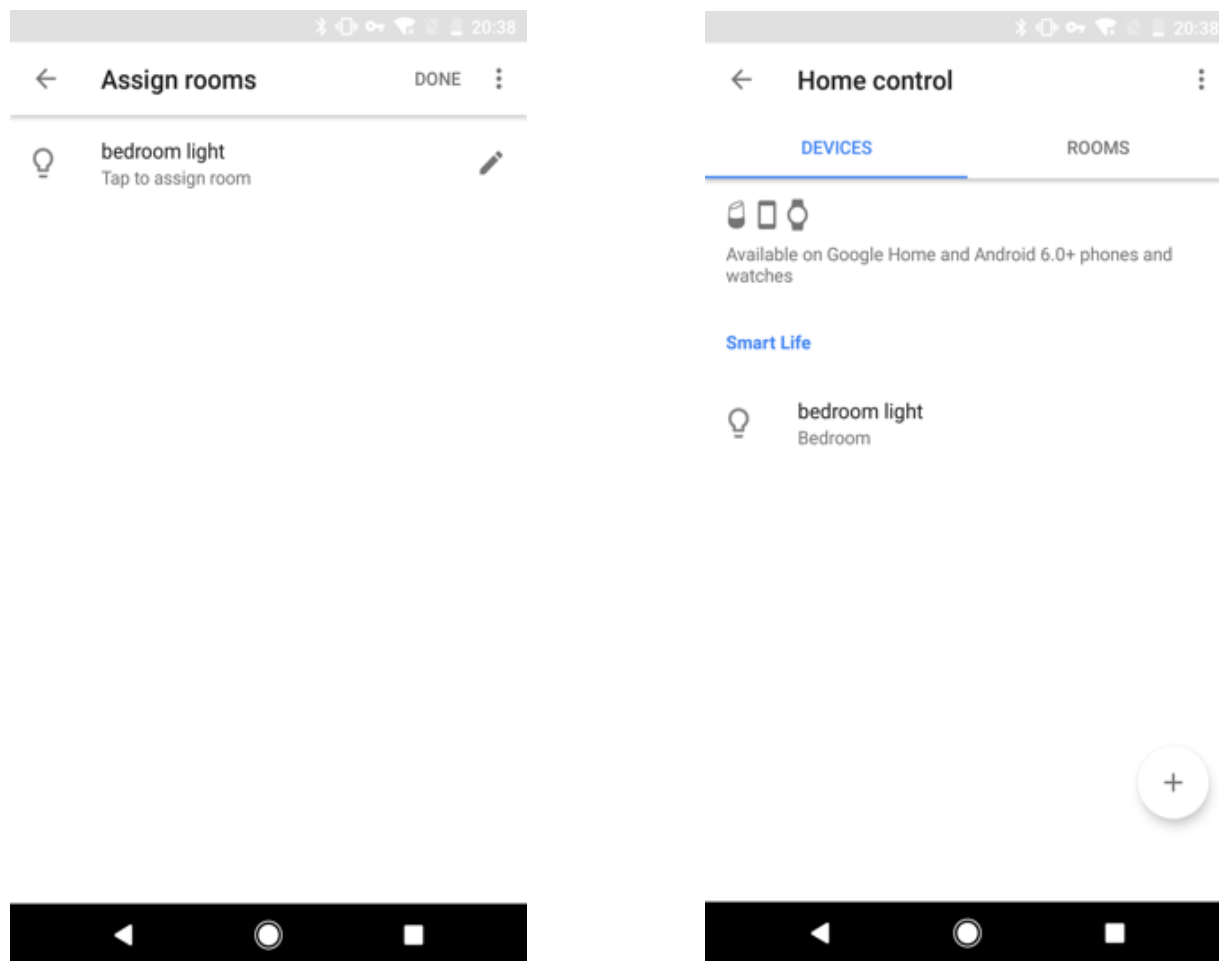 20:38
Assign rooms
DONE
bedroom light
Tap to assign room
20:38
Home control
DEVICES
ROOMS
Available on Google Home and Android 6.0+ phones and
watches
Smart Life
bedroom light
Bedroom